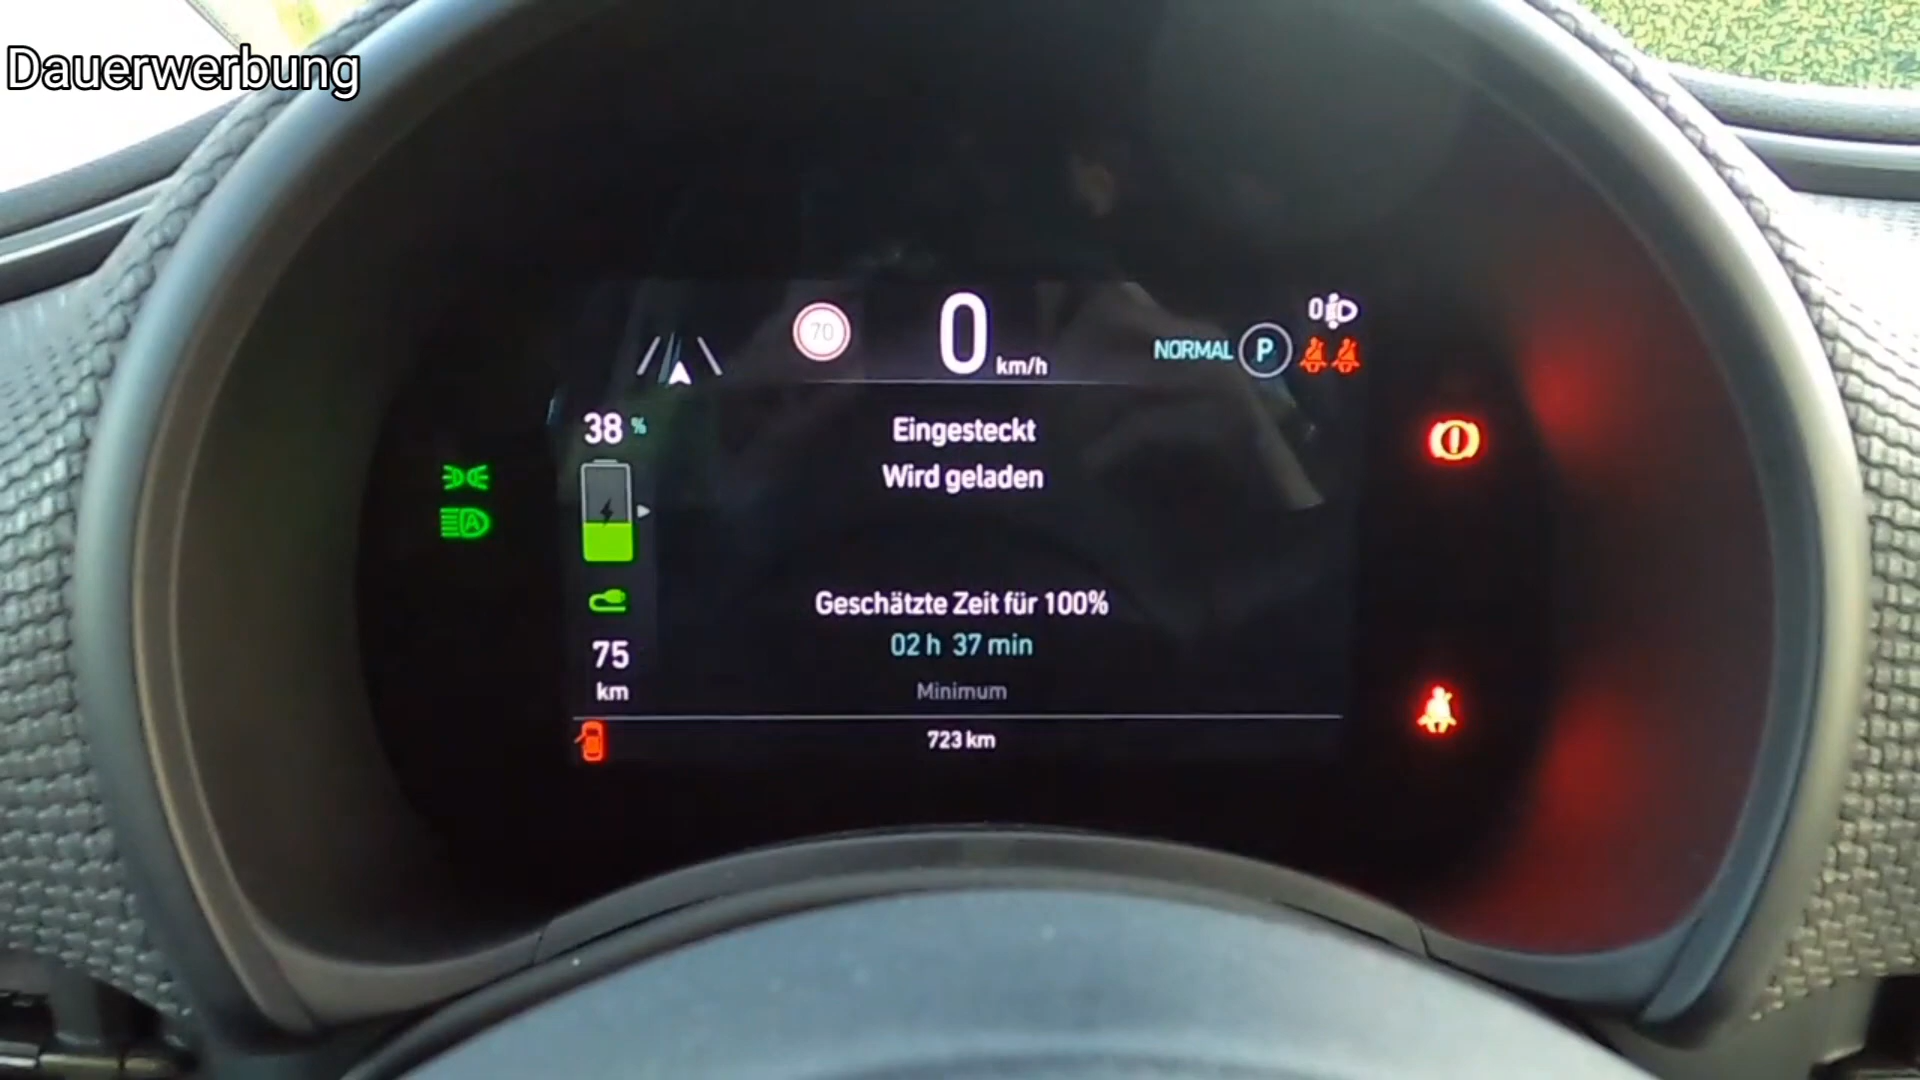 Dauerwerbung
70
0 km/h
NORMAL P
0
38 %
Eingesteckt
Wird geladen
A
Geschätzte Zeit für 100%
02 h 37 min
75
km
Minimum
723 km